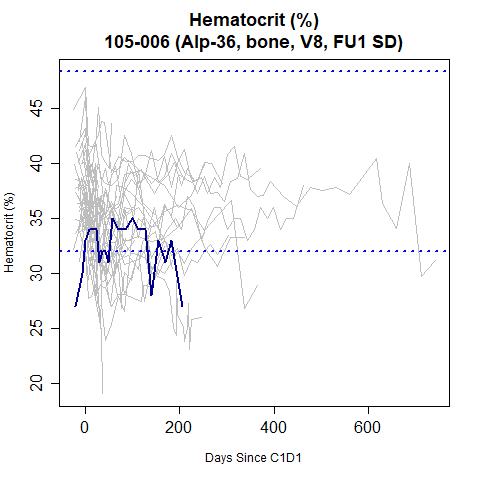 Hematocrit (%)
105-006 (Alp-36, bone, V8, FU1 SD)
Hematocrit (%)
45
40
35
30
25
20
0 200 400 600
Days Since C1D1